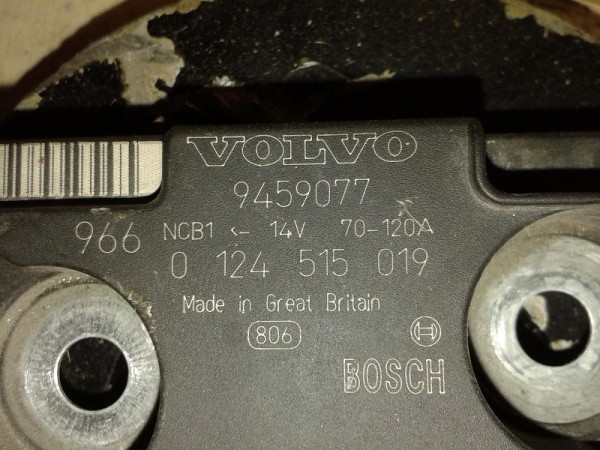 VOLVO
9459077
966 NCB1 <- 14V 70-120A
0 124 515 019
Made in Great Britain
806
BOSCH